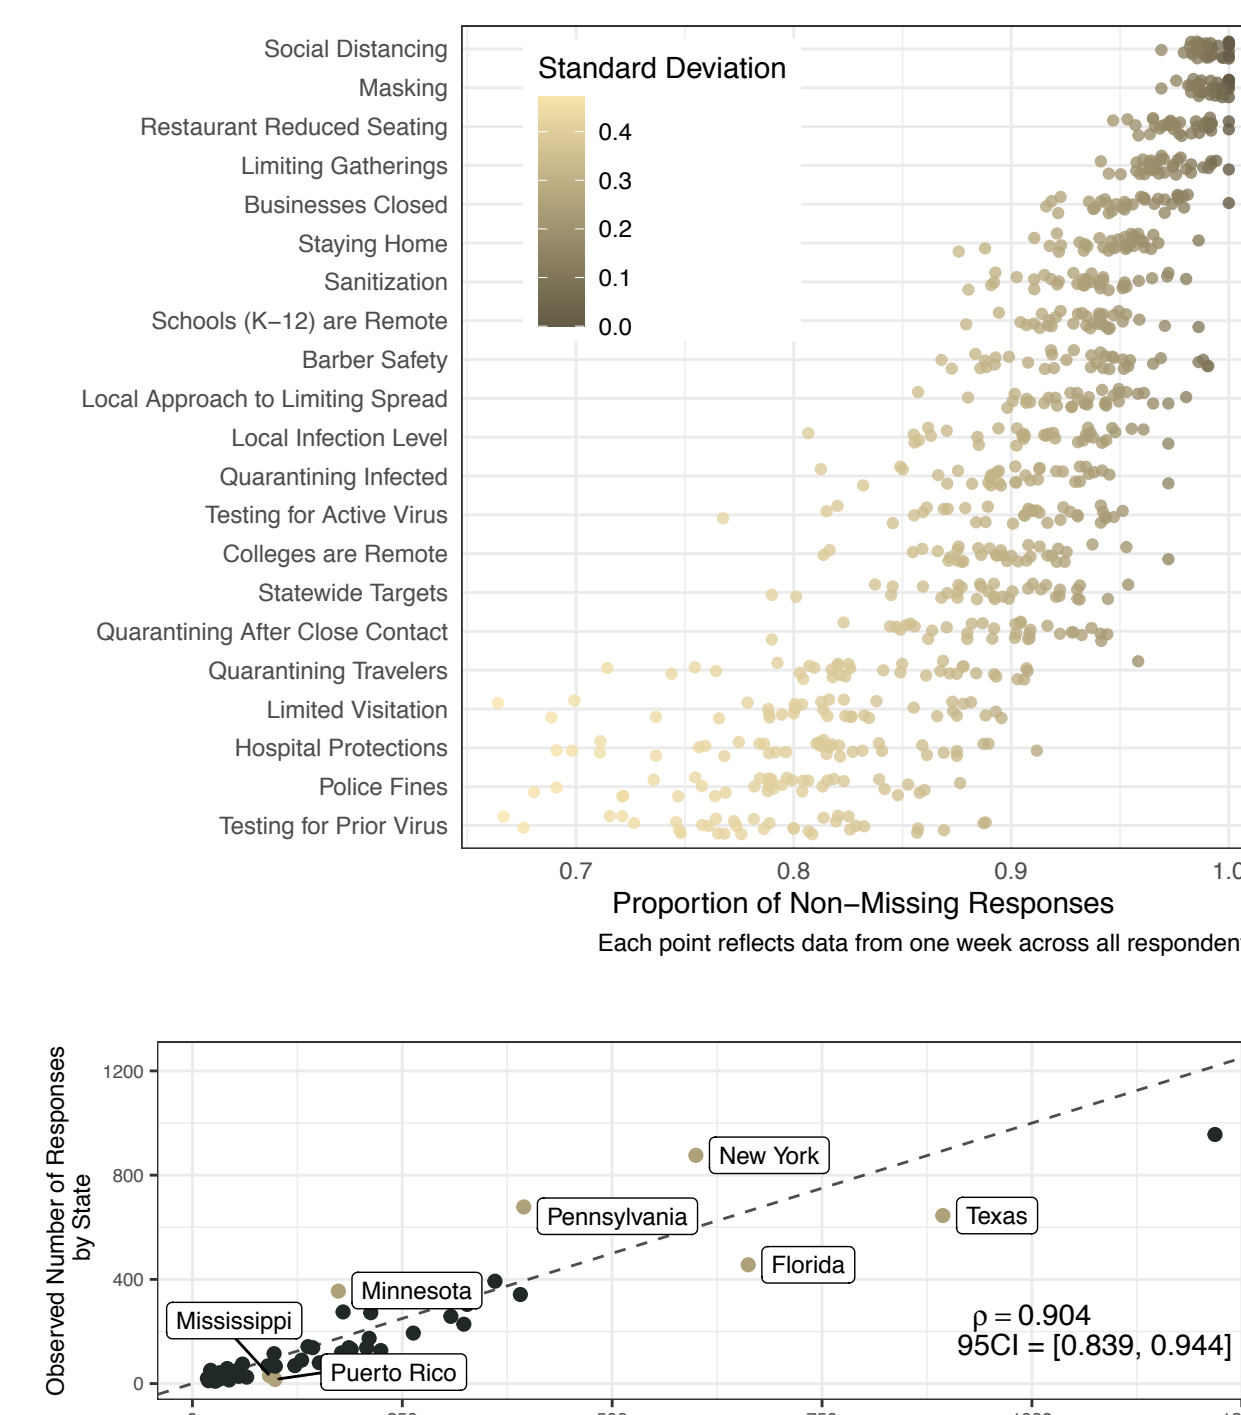 Social Distancing
Masking
Restaurant Reduced Seating
Limiting Gatherings
Businesses Closed
Staying Home
Sanitization
Schools (K−12) are Remote
Barber Safety
Local Approach to Limiting Spread
Local Infection Level
Quarantining Infected
Testing for Active Virus
Colleges are Remote
Statewide Targets
Quarantining After Close Contact
Quarantining Travelers
Limited Visitation
Hospital Protections
Police Fines
Testing for Prior Virus
Standard Deviation
0.4
0.3
0.2
0.1
0.0
0.7 0.8 0.9
Proportion of Non−Missing Responses
Each point reflects data from one week across all
Observed Number of Responses
by State
1200
800
400
0
New York
Pennsylvania
Texas
Florida
Minnesota
Mississippi
Puerto Rico
ρ = 0.904
95CI = [0.839, 0.944]